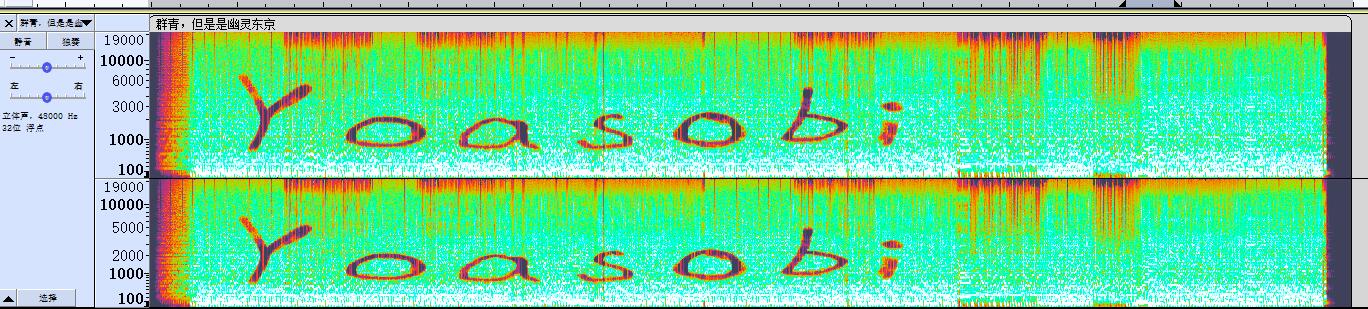 群青，但是是幽
群青，但是是幽灵东京
静音
独奏
- +
左 右
立体声, 48000 Hz
32位 浮点
19000
10000
6000
3000
1000
100
Yoasobi
19000
10000
5000
2000
1000
100
Yoasobi
选择